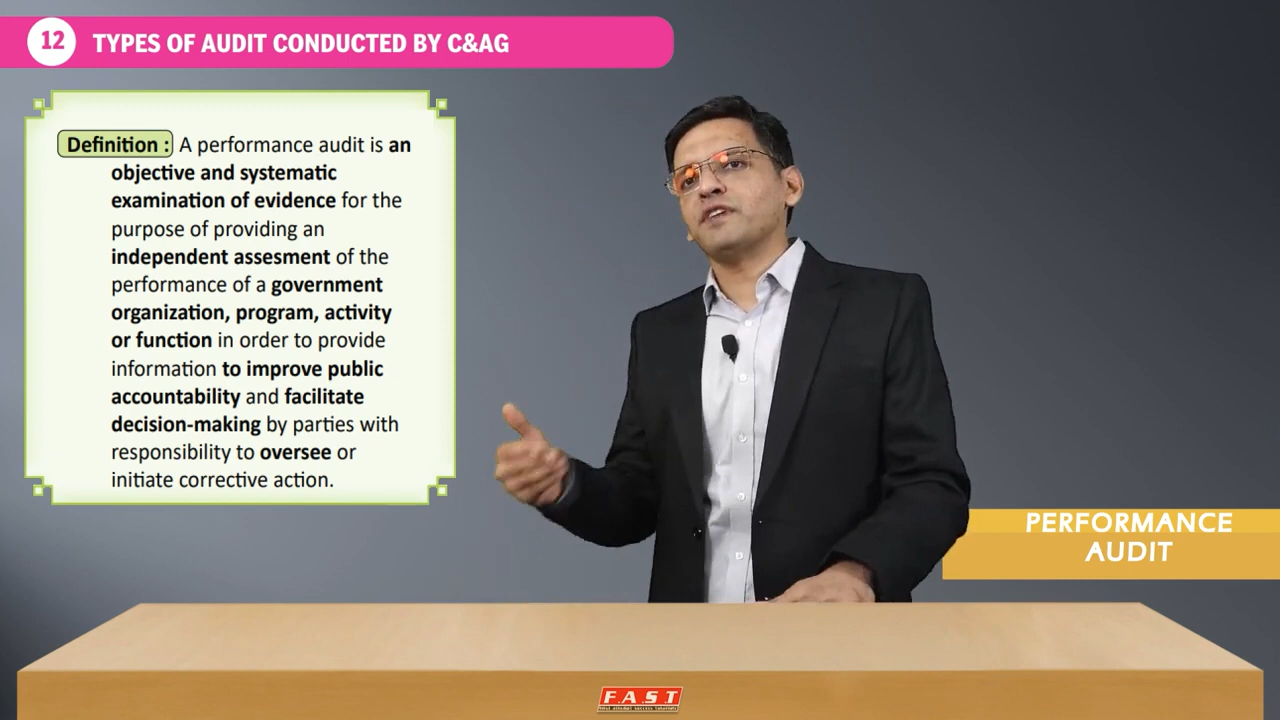 12 TYPES OF AUDIT CONDUCTED BY C&AG
Definition : A performance audit is an
objective and systematic
examination of evidence for the
purpose of providing an
independent assesment of the
performance of a government
organization, program, activity
or function in order to provide
information to improve public
accountability and facilitate
decision-making by parties with
responsibility to oversee or
initiate corrective action.
PERFORMANCE
AUDIT
F.A.S.T